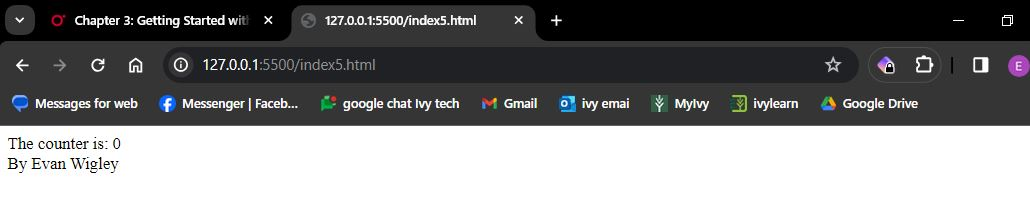 Chapter 3: Getting Started with
127.0.0.1:5500/index5.html
127.0.0.1:5500/index5.html
E
Messages for web
Messenger | Faceb...
google chat Ivy tech
Gmail
ivy emai
MyIvy
ivylearn
Google Drive
The counter is: 0
By Evan Wigley